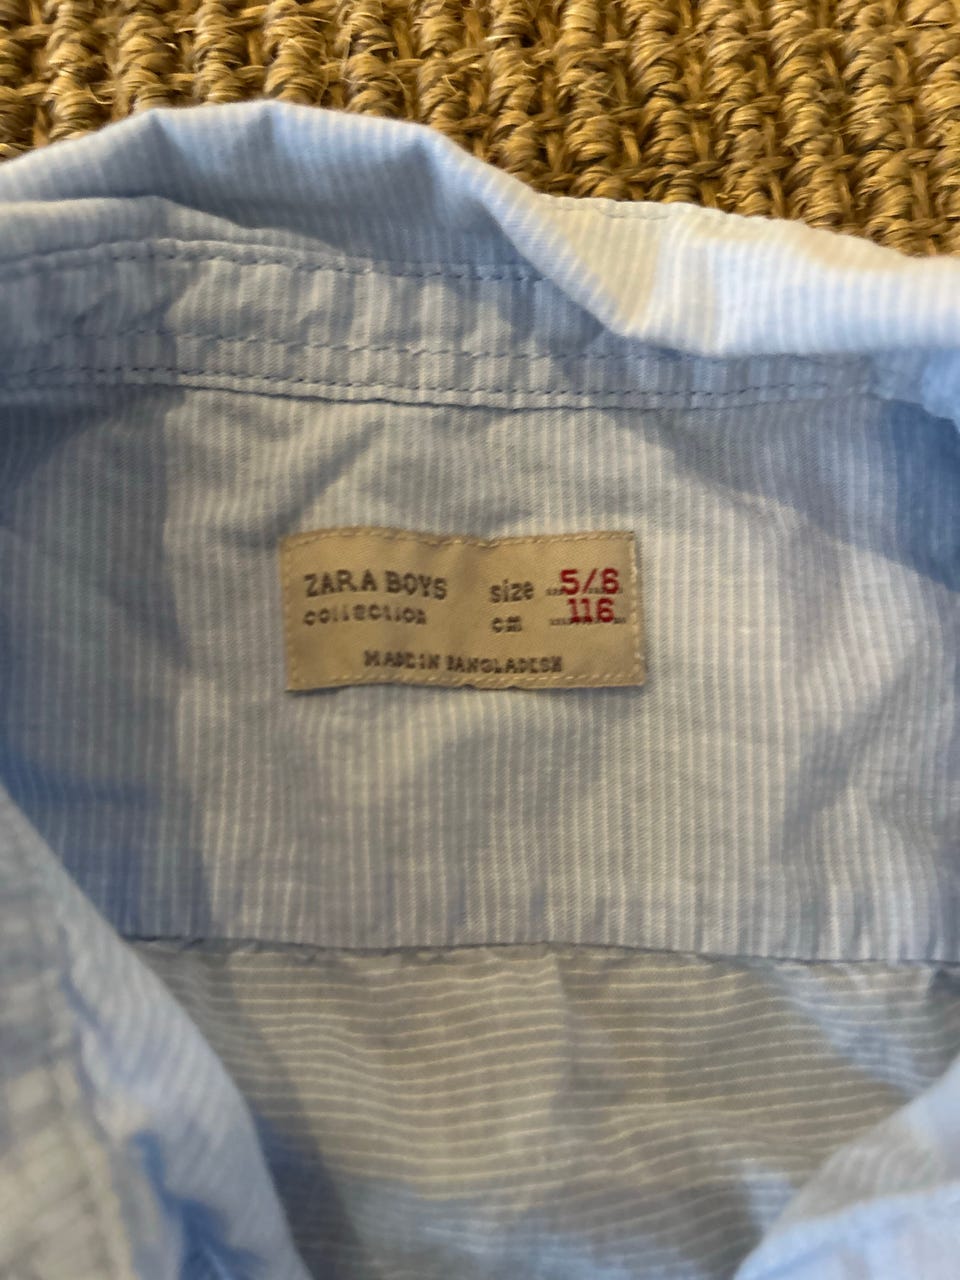 ZARA BOYS size 5/6
collection cm 116
MADE IN BANGLADESH